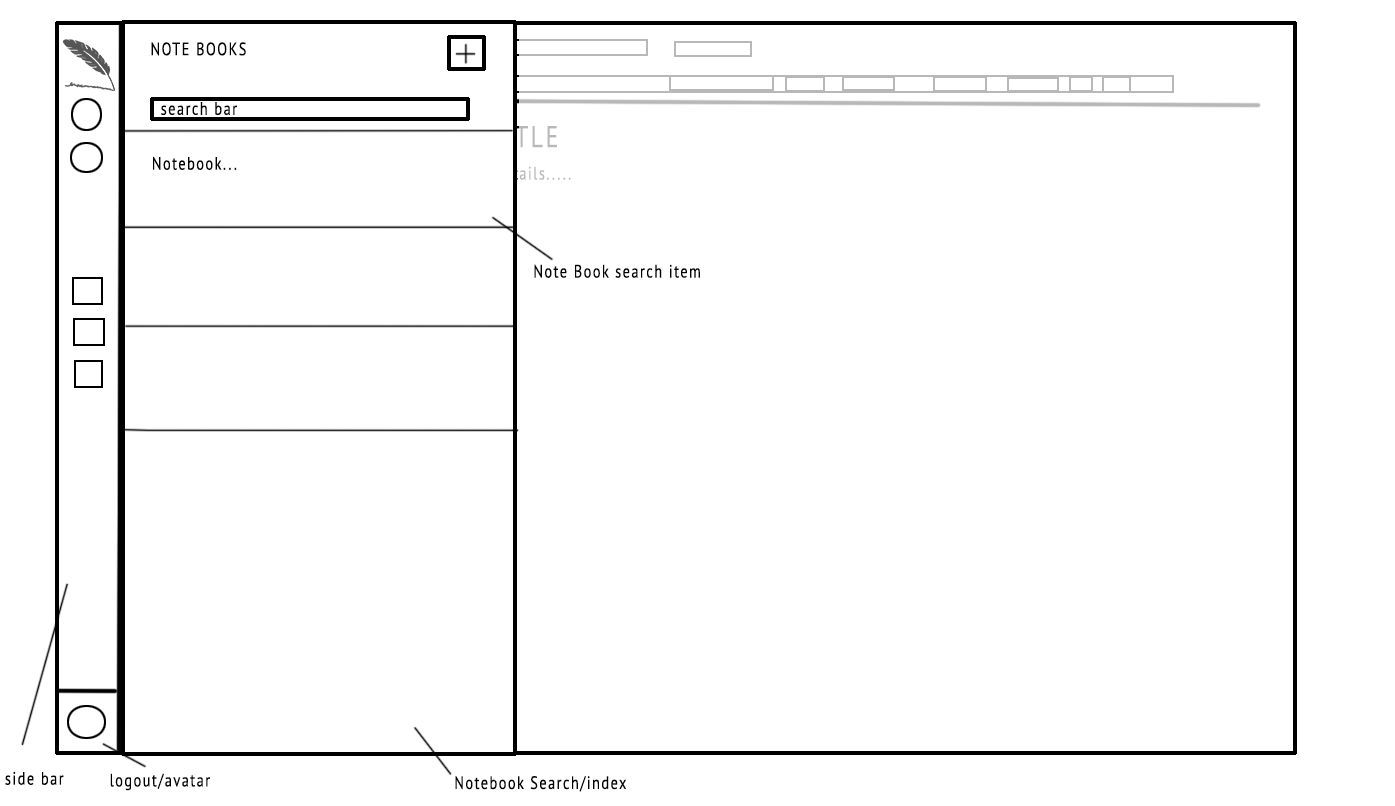 NOTE BOOKS
search bar
TLE
Notebook...
ails.....
Note Book search item
side bar
logout/avatar
Notebook Search/index